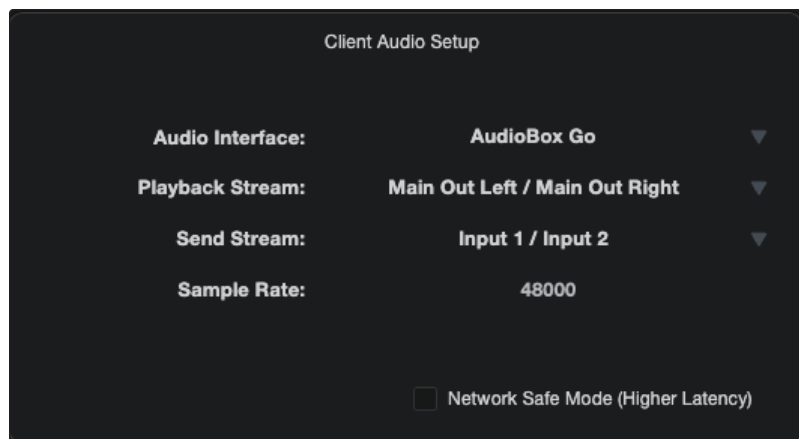 Client Audio Setup
Audio Interface: AudioBox Go
Playback Stream: Main Out Left / Main Out Right
Send Stream: Input 1 / Input 2
Sample Rate: 48000
Network Safe Mode (Higher Latency)